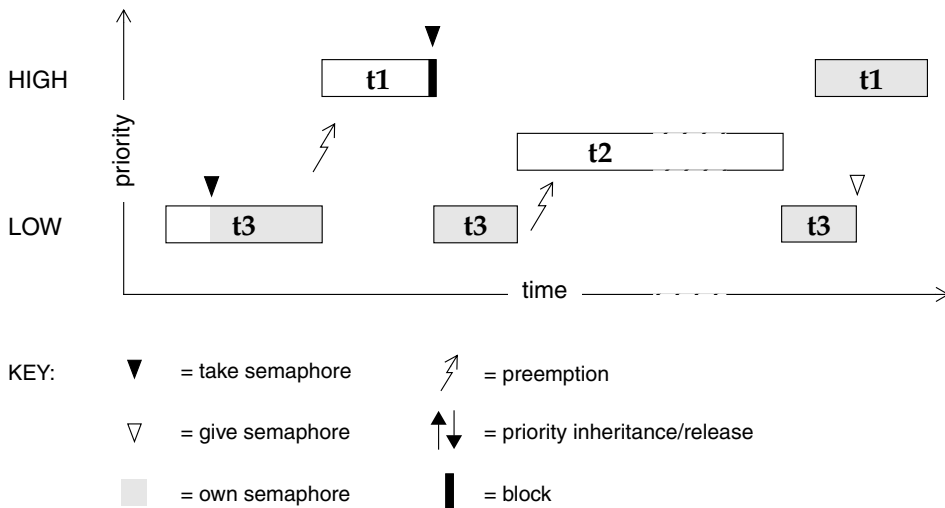 HIGH
t1
t1
priority
t2
LOW
t3
t3
t3
time
KEY:
= take semaphore
= preemption
= give semaphore
= priority inheritance/release
= own semaphore
= block